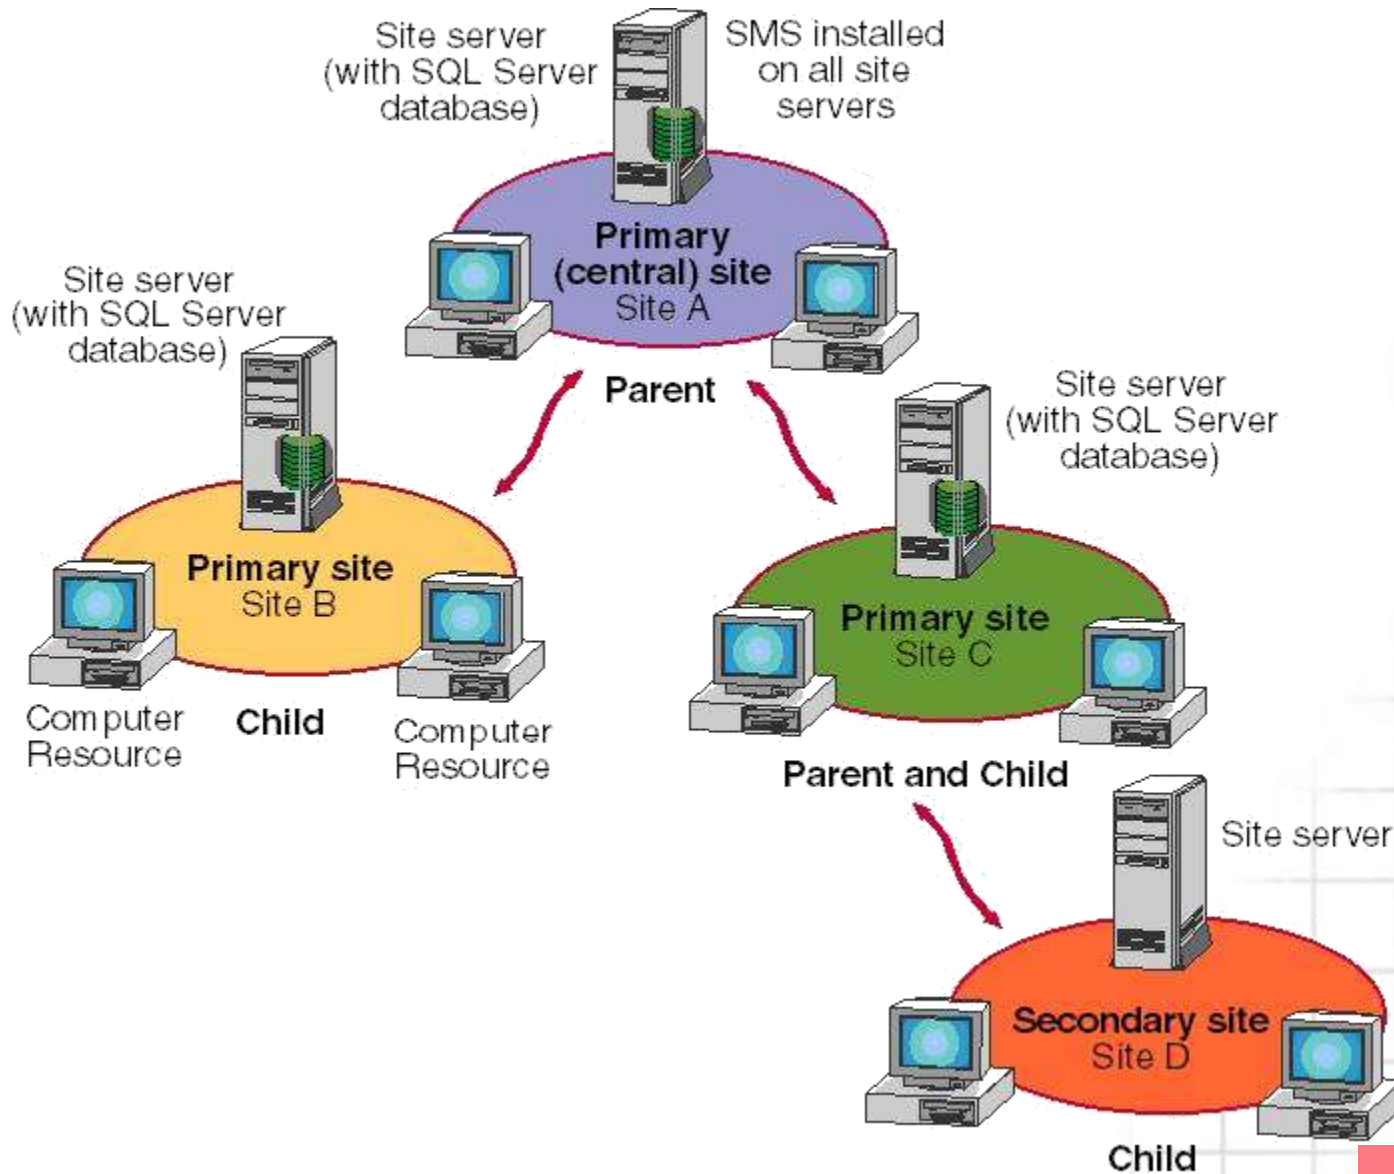 Site server
(with SQL Server
database)
SMS installed
on all site
servers
Primary
(central) site
Site A
Parent
Site server
(with SQL Server
database)
Primary site
Site B
Computer
Resource
Child
Computer
Resource
Site server
(with SQL Server
database)
Primary site
Site C
Parent and Child
Site server
Secondary site
Site D
Child